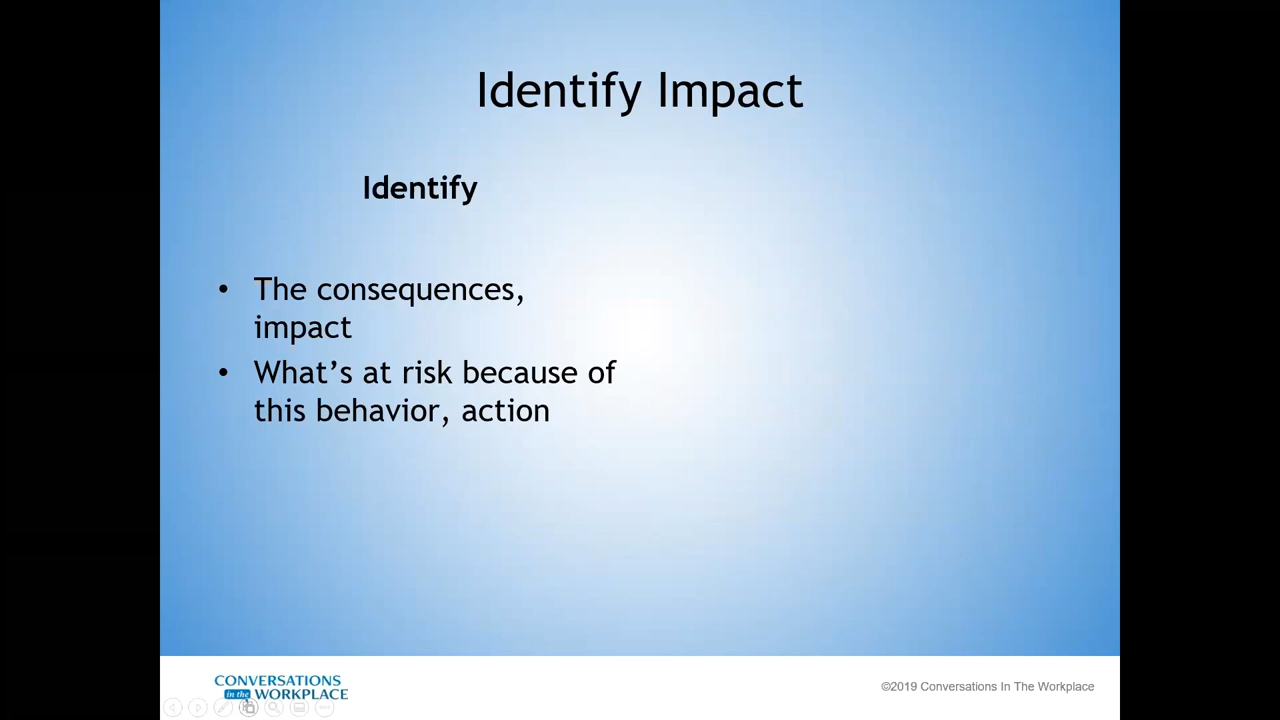 Identify Impact
Identify
• The consequences,
impact
• What’s at risk because of
this behavior, action
CONVERSATIONS
in the WORKPLACE
©2019 Conversations In The Workplace